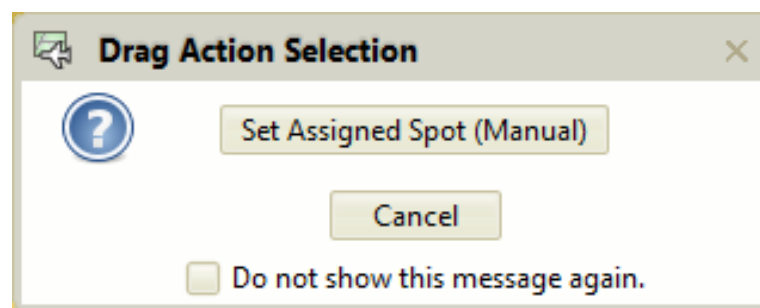 Drag Action Selection
Set Assigned Spot (Manual)
Cancel
Do not show this message again.